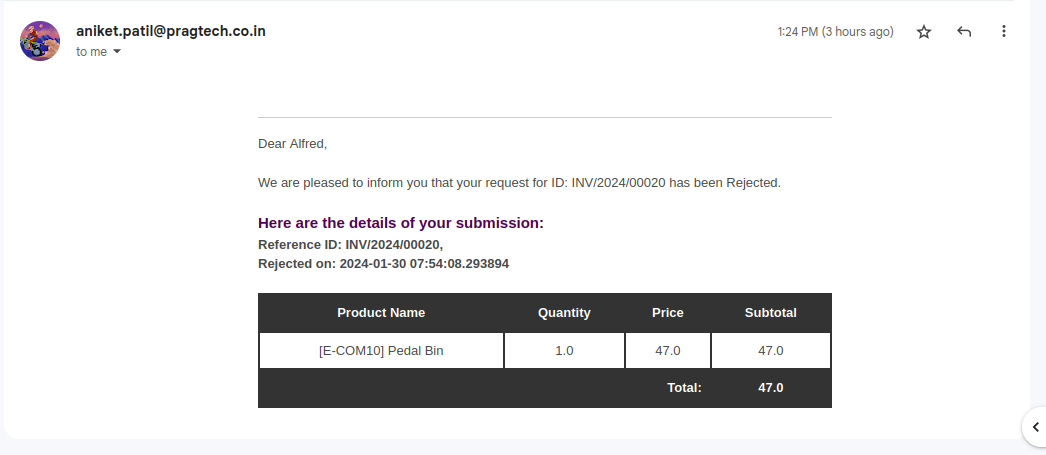 aniket.patil@pragtech.co.in
1:24 PM (3 hours ago)
to me
Dear Alfred,
We are pleased to inform you that your request for ID: INV/2024/00020 has been Rejected.
Here are the details of your submission:
Reference ID: INV/2024/00020,
Rejected on: 2024-01-30 07:54:08.293894
Product Name Quantity Price Subtotal
[E-COM10] Pedal Bin 1.0 47.0 47.0
Total: 47.0